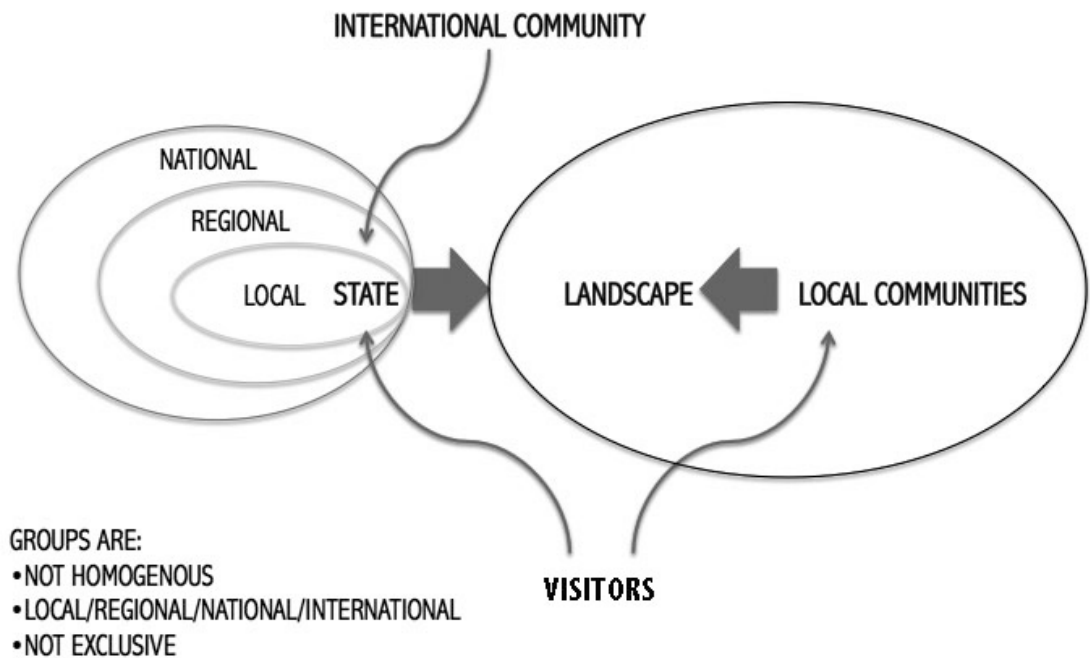 INTERNATIONAL COMMUNITY
NATIONAL
REGIONAL
LOCAL STATE
LANDSCAPE
LOCAL COMMUNITIES
VISITORS
GROUPS ARE:
•NOT HOMOGENOUS
•LOCAL/REGIONAL/NATIONAL/INTERNATIONAL
•NOT EXCLUSIVE